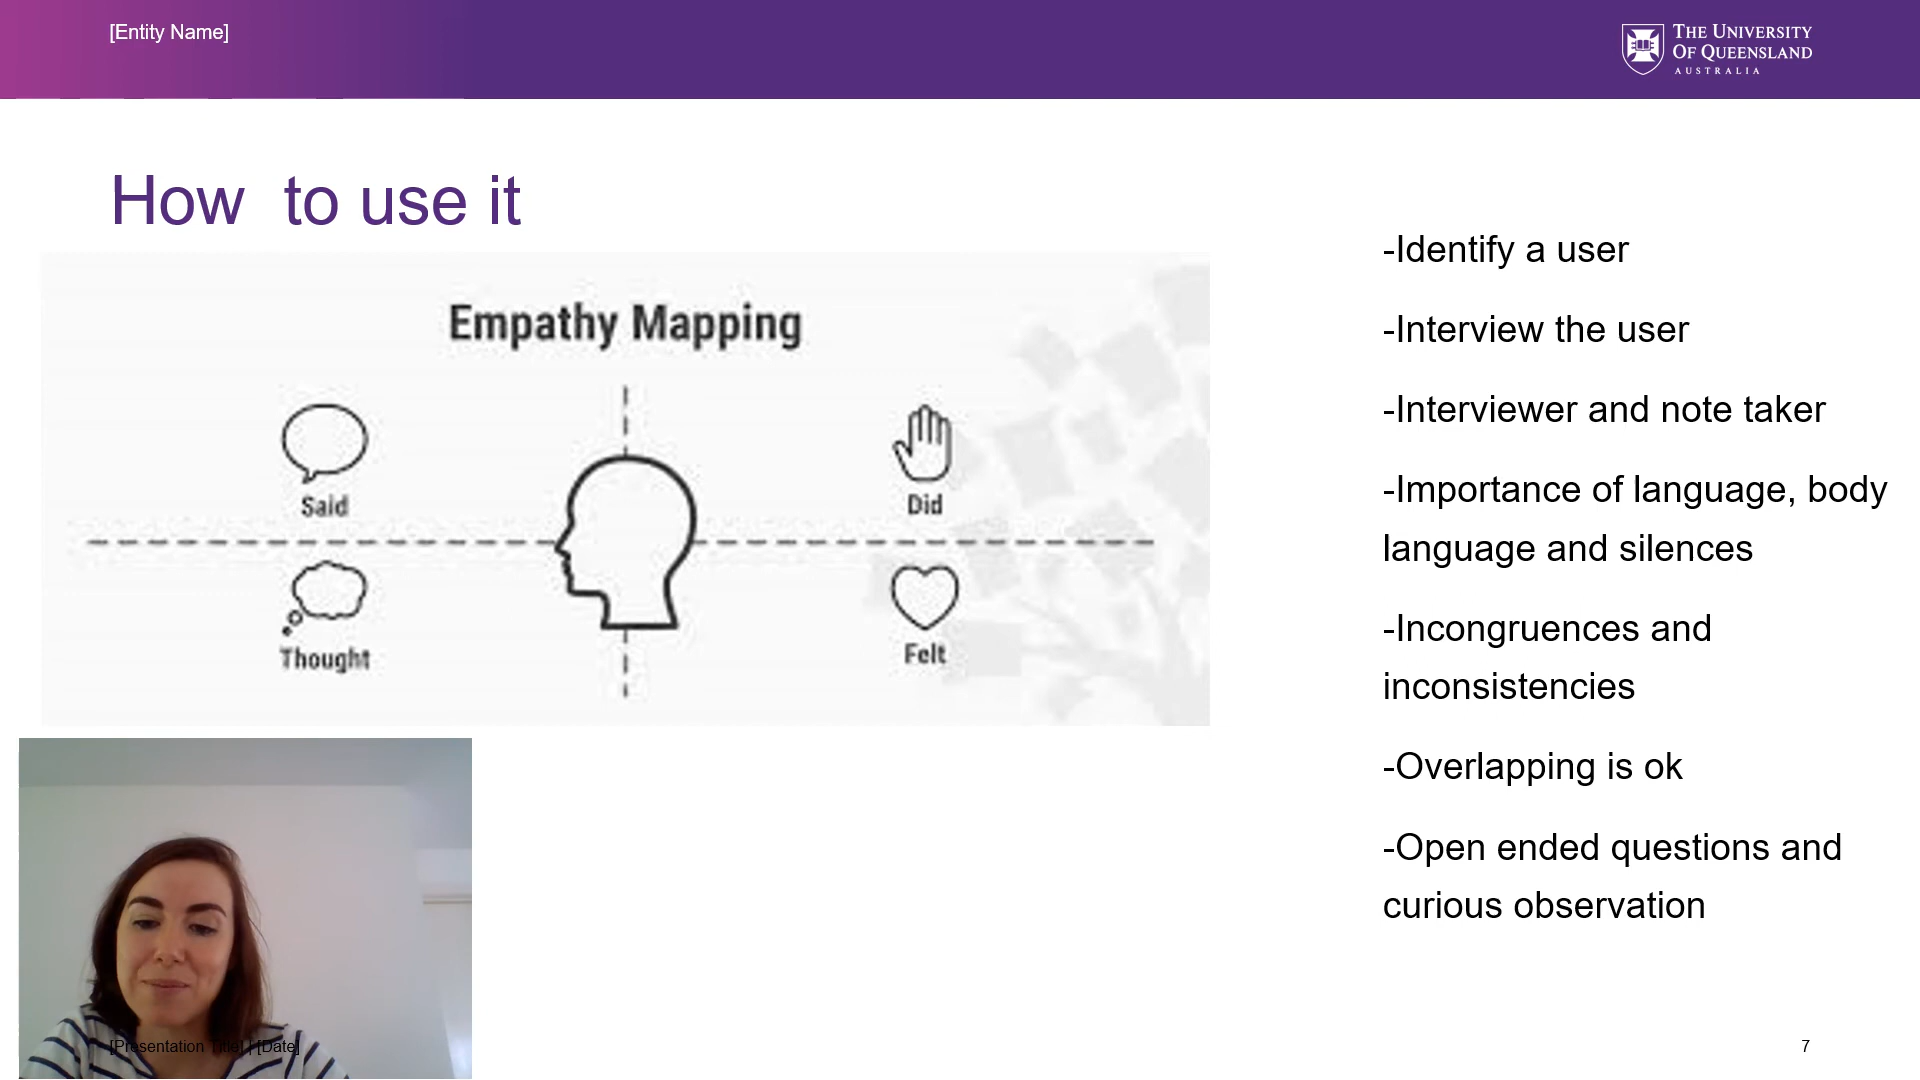 [Entity Name]
THE UNIVERSITY
OF QUEENSLAND
AUSTRALIA
How  to use it
Empathy Mapping
Said
Did
Thought
Felt
-Identify a user
-Interview the user
-Interviewer and note taker
-Importance of language, body
language and silences
-Incongruences and
inconsistencies
-Overlapping is ok
-Open ended questions and
curious observation
[Presentation Title] | [Date]
7